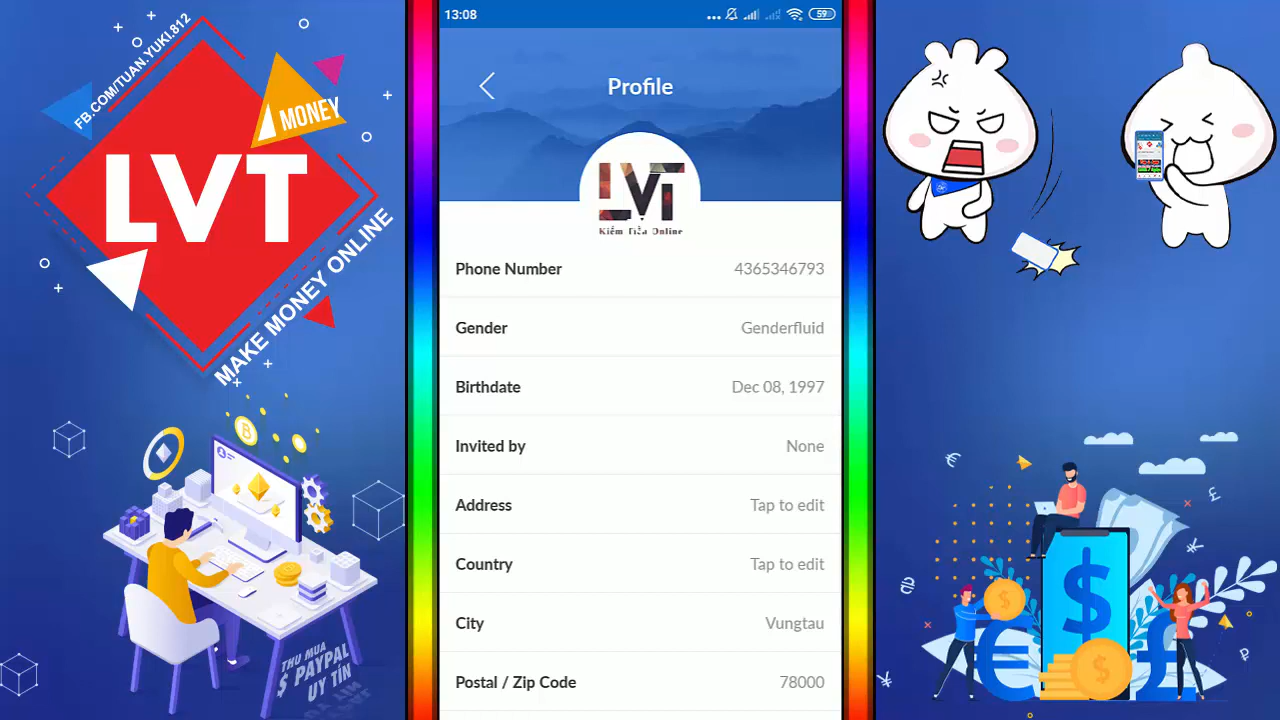 FB.COM/TUAN.YUKI.812
MONEY
LVT
MAKE MONEY ONLINE
THU MUA
$ PAYPAL
UY TÍN
13:08
59
Profile
LVT
Kiếm Tiền Online
Phone Number 4365346793
Gender Genderfluid
Birthdate Dec 08, 1997
Invited by None
Address Tap to edit
Country Tap to edit
City Vungtau
Postal / Zip Code 78000